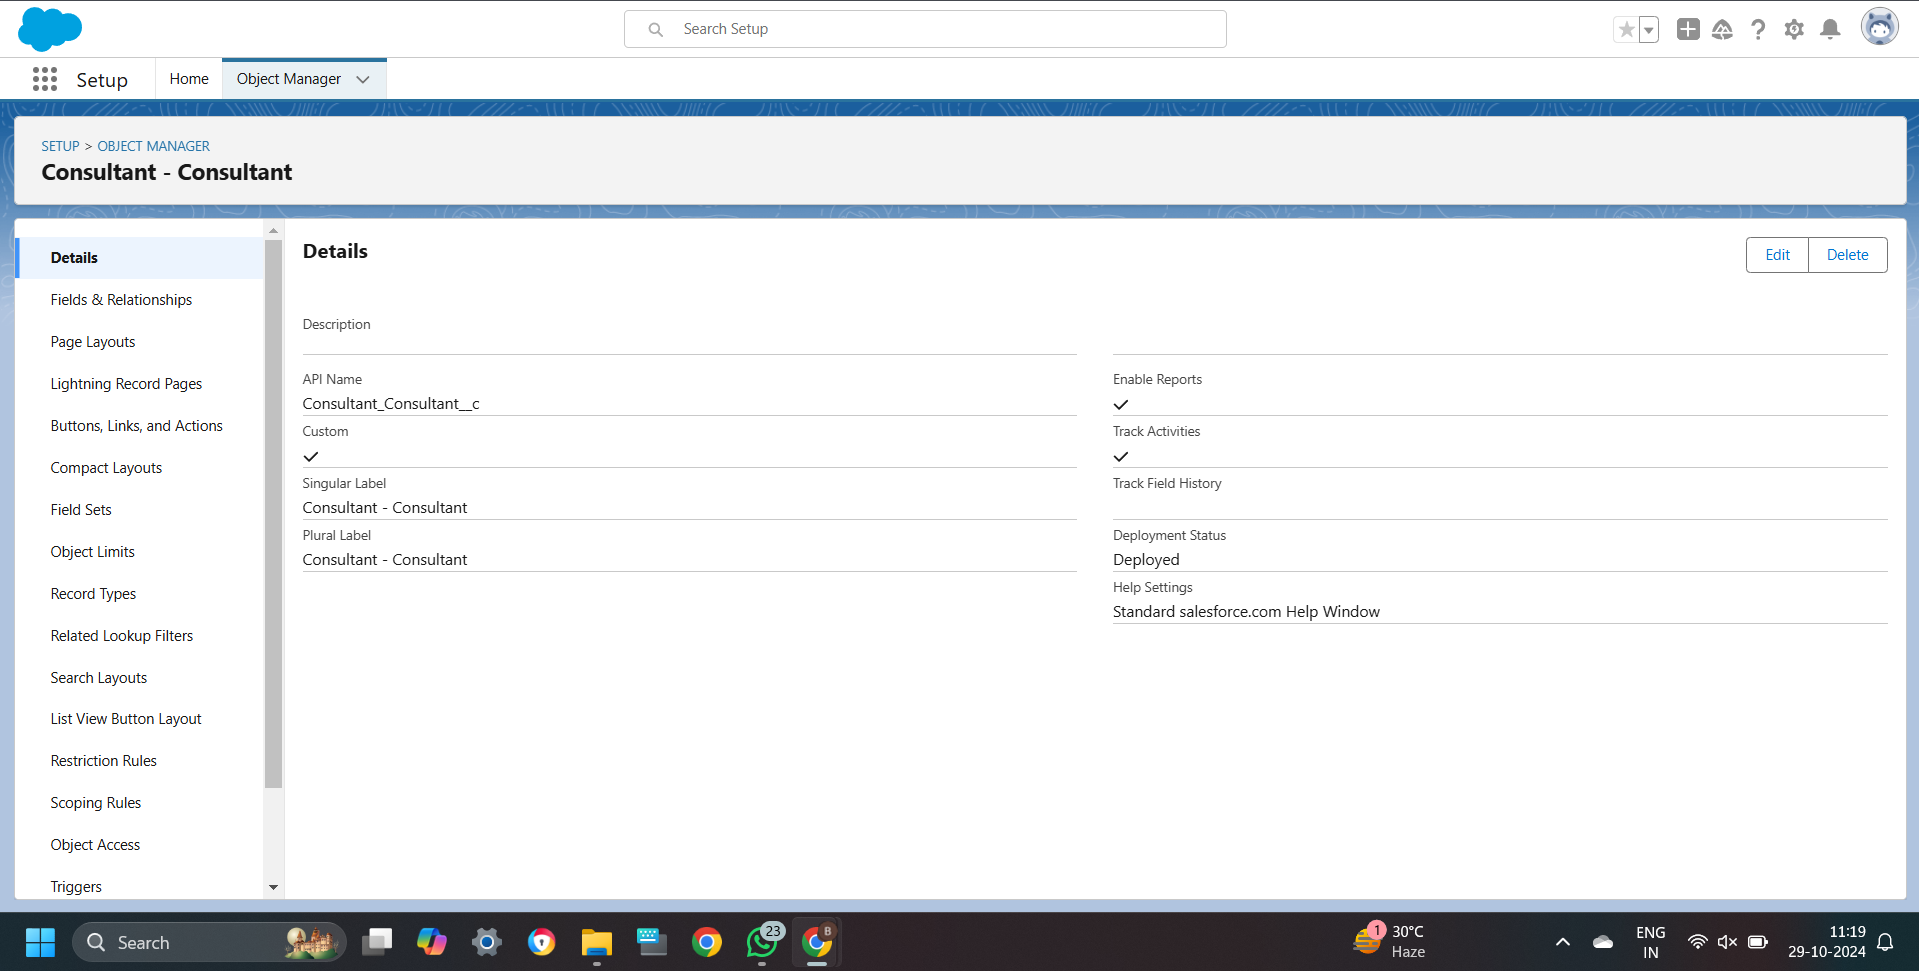 Search Setup
Setup
Home
Object Manager
SETUP > OBJECT MANAGER
Consultant - Consultant
Details
Fields & Relationships
Page Layouts
Lightning Record Pages
Buttons, Links, and Actions
Compact Layouts
Field Sets
Object Limits
Record Types
Related Lookup Filters
Search Layouts
List View Button Layout
Restriction Rules
Scoping Rules
Object Access
Triggers
Details
Edit
Delete
Description
API Name
Consultant_Consultant__c
Custom
Singular Label
Consultant - Consultant
Plural Label
Consultant - Consultant
Enable Reports
Track Activities
Track Field History
Deployment Status
Deployed
Help Settings
Standard salesforce.com Help Window
Search
23
B
1
30°C
Haze
ENG
IN
11:19
29-10-2024